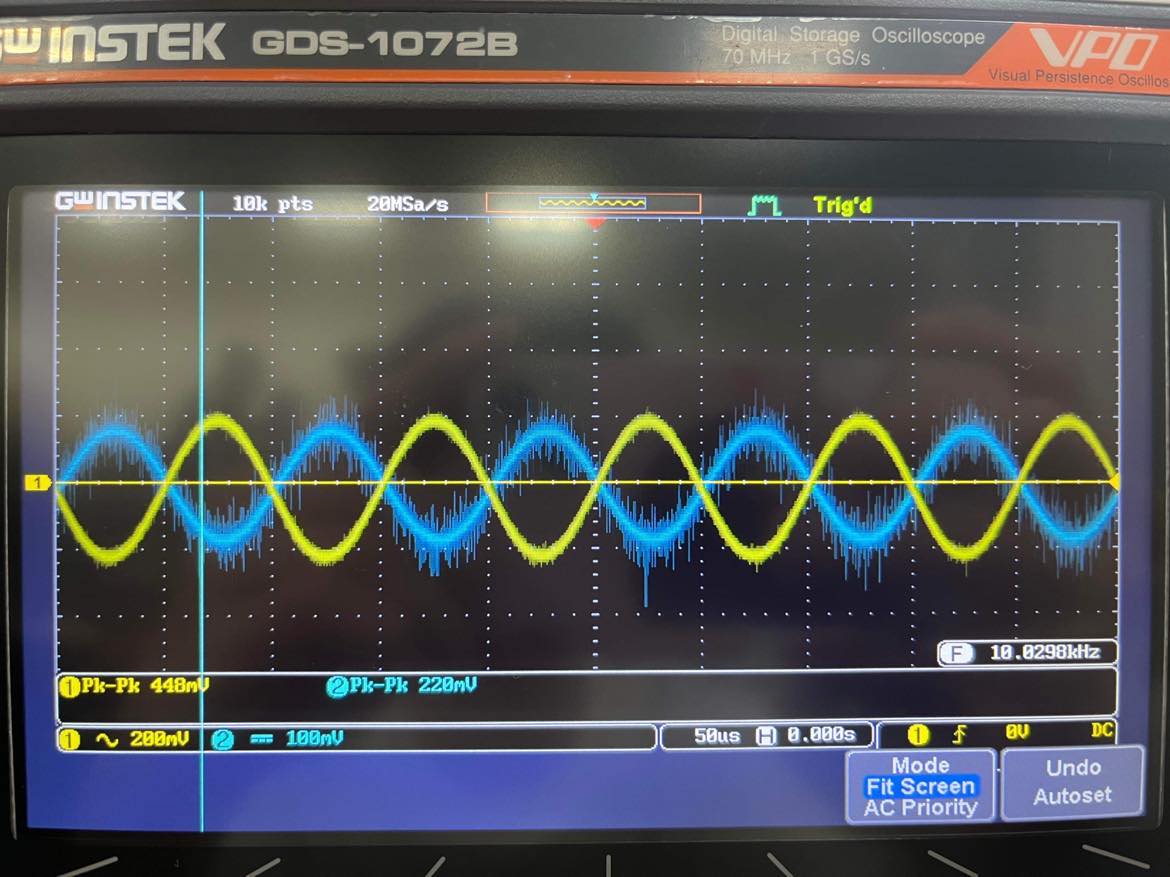 GWINSTEK GDS-1072B Digital Storage Oscilloscope
70 MHz 1 GS/s
VPO
Visual Persistence Oscillos
GWINSTEK 10k pts 20MSa/s Trig'd
1
F 10.0298kHz
1 Pk-Pk 448mV 2 Pk-Pk 220mV
1 200mV 2 100mV 50us H 0.000s 1 0V DC
Mode
Fit Screen
AC Priority
Undo
Autoset